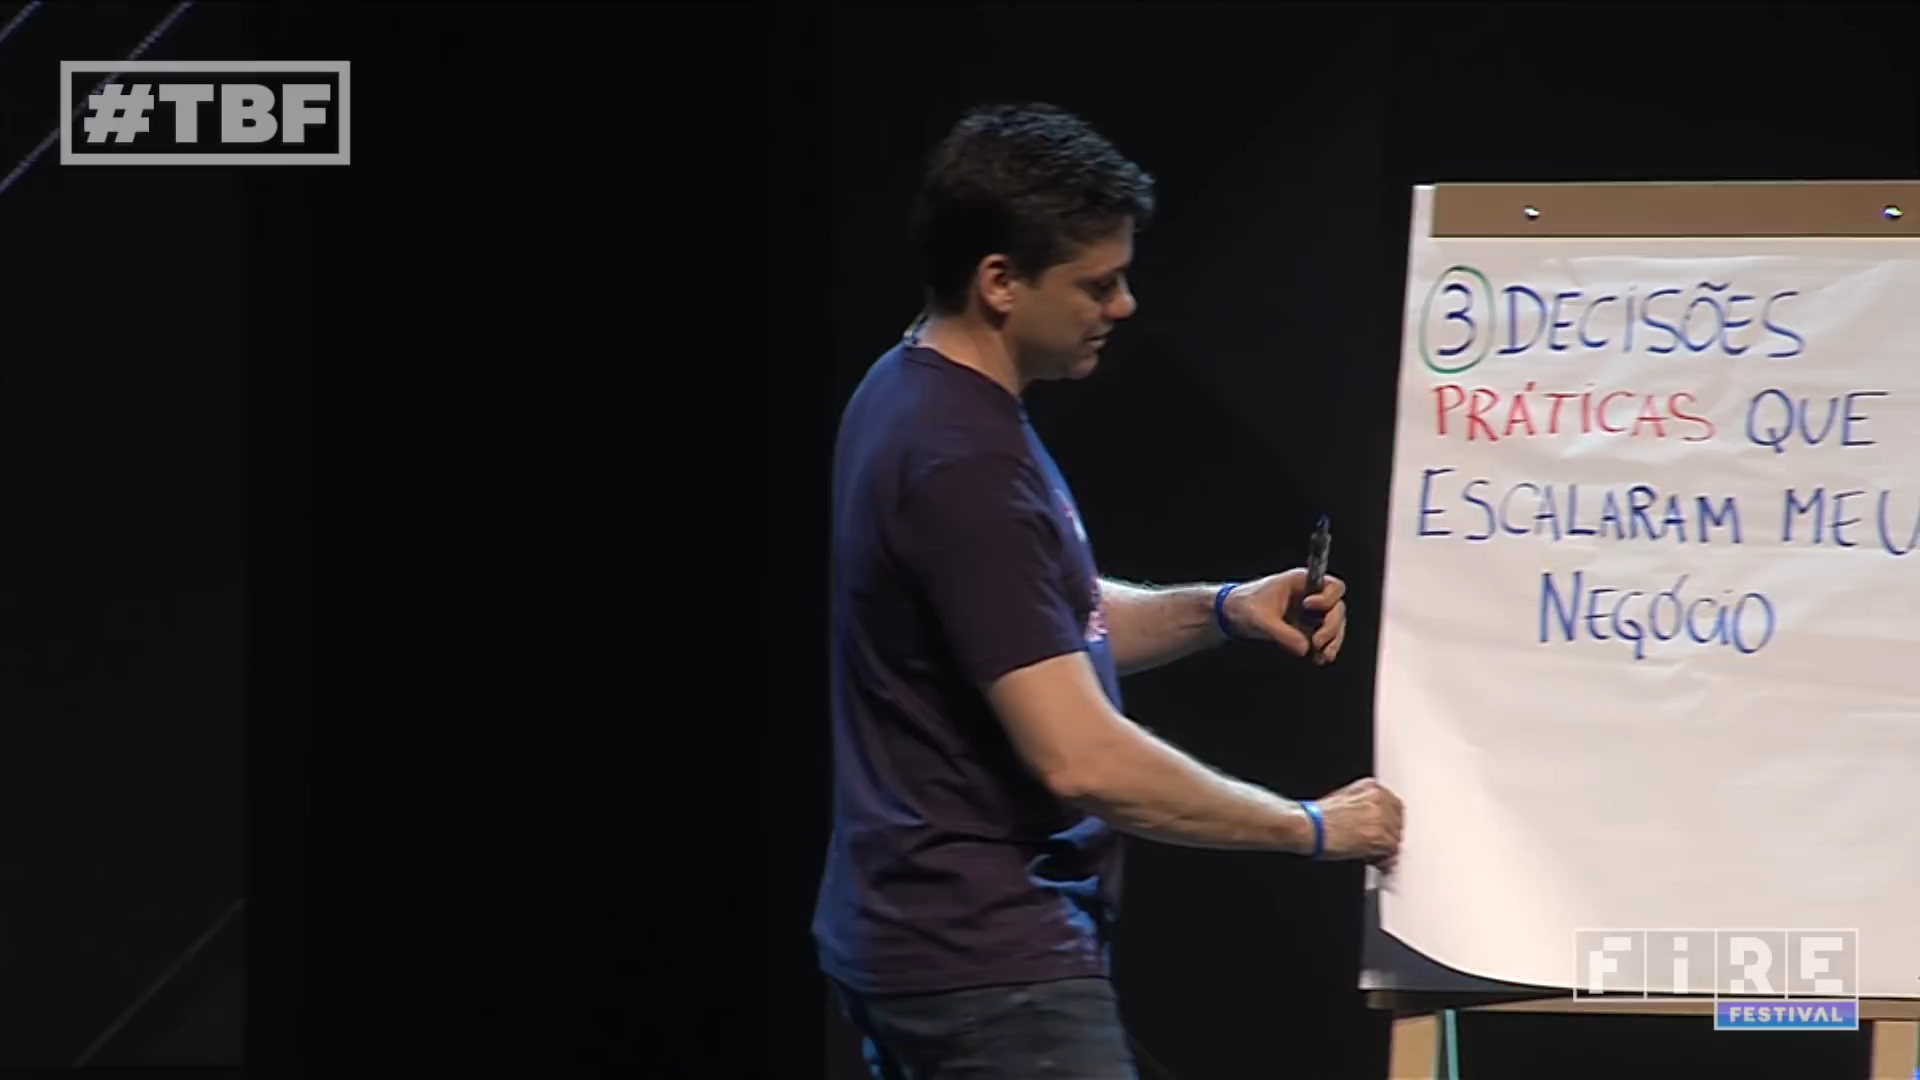 #TBF
3 DECISÕES
PRÁTICAS QUE
ESCALARAM MEU
NEGÓCIO
FIRE
FESTIVAL